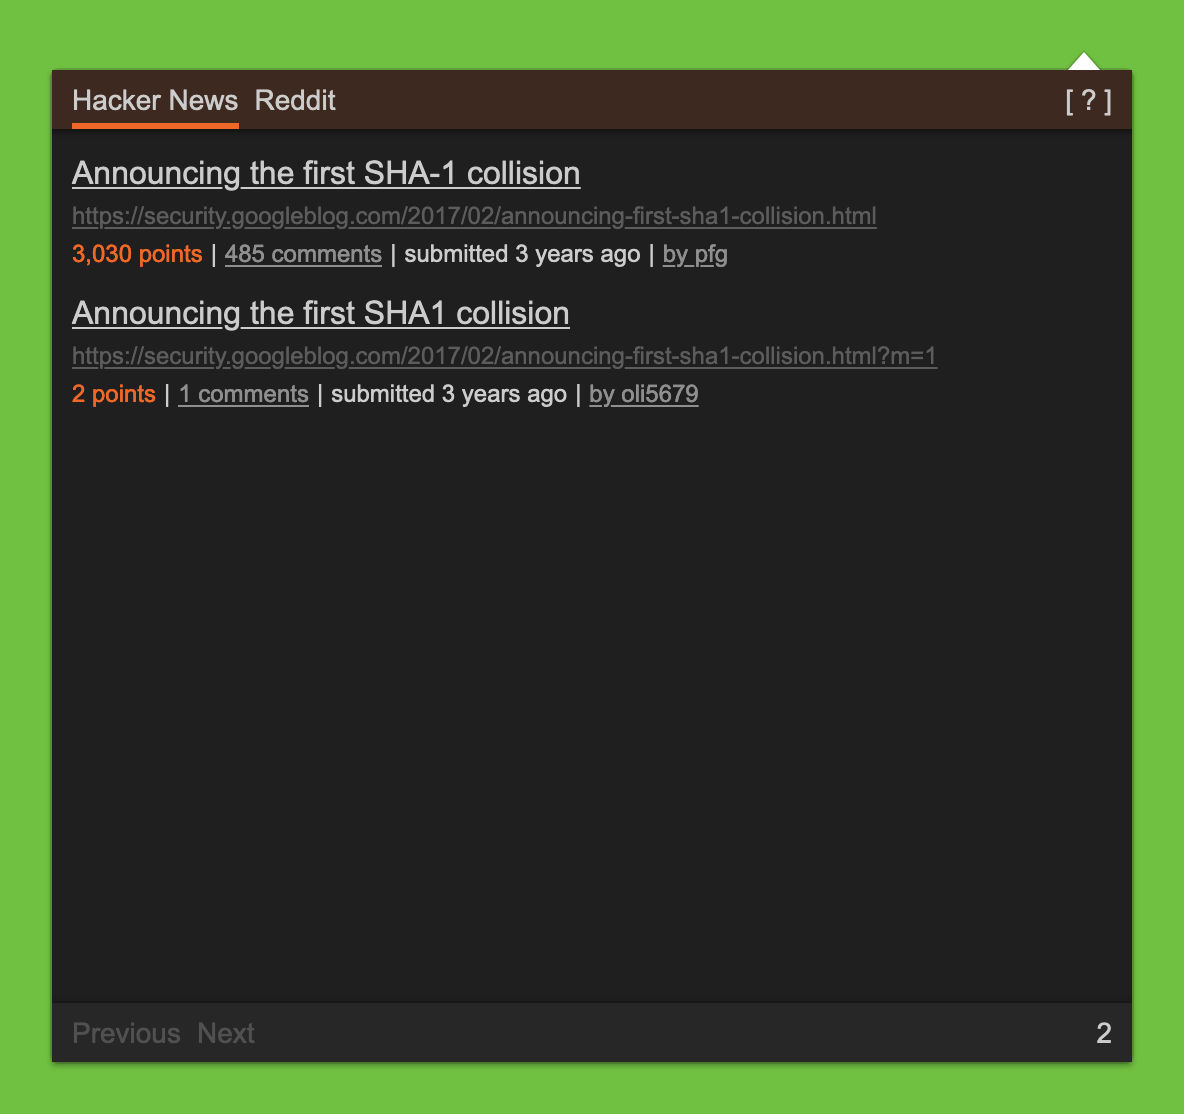 Hacker News Reddit [ ? ]
Announcing the first SHA-1 collision
https://security.googleblog.com/2017/02/announcing-first-sha1-collision.html
3,030 points | 485 comments | submitted 3 years ago | by pfg
Announcing the first SHA1 collision
https://security.googleblog.com/2017/02/announcing-first-sha1-collision.html?m=1
2 points | 1 comments | submitted 3 years ago | by oli5679
Previous Next 2